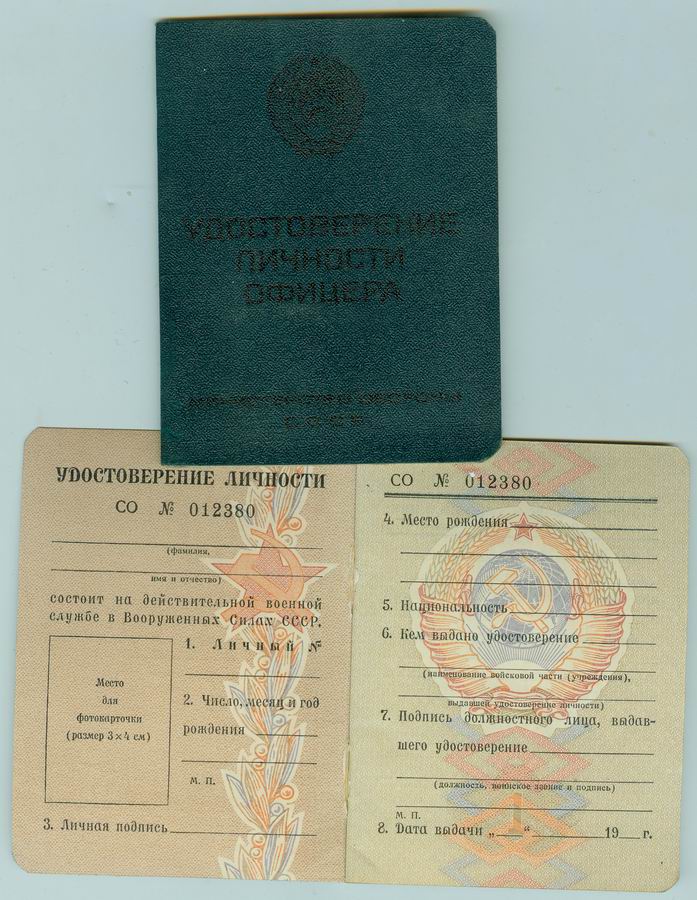 УДОСТОВЕРЕНИЕ
ЛИЧНОСТИ
ОФИЦЕРА
МИНИСТЕРСТВО ОБОРОНЫ
СССР
УДОСТОВЕРЕНИЕ ЛИЧНОСТИ
СО № 012380
(фамилия,
имя и отчество)
состоит на действительной военной
службе в Вооруженных Силах СССР.
Место
для
фотокарточки
(размер 3×4 см)
1. Личный №
2. Число, месяц и год
рождения
М. П.
3. Личная подпись
СО № 012380
4. Место рождения
5. Национальность
6. Кем выдано удостоверение
(наименование войсковой части (учреждения),
выдавшей удостоверение личности)
7. Подпись должностного лица, выдав-
шего удостоверение
(должность, воинское звание и подпись)
М. П.
8. Дата выдачи „ “ 19 г.